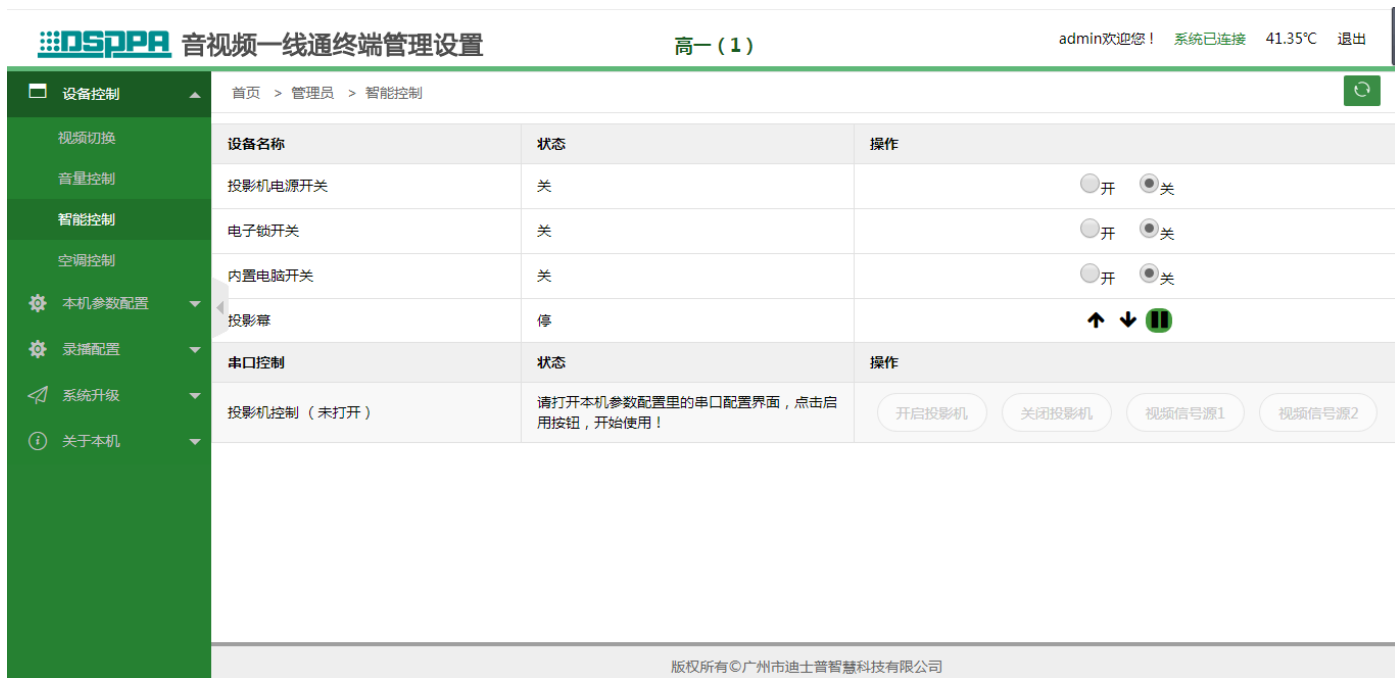 DSPPA 音视频一线通终端管理设置 高一(1) admin欢迎您! 系统已连接 41.35℃ 退出
设备控制 首页 > 管理员 > 智能控制
视频切换
设备名称 状态 操作
音量控制
投影机电源开关 关 开 关
智能控制
电子锁开关 关 开 关
空调控制
内置电脑开关 关 开 关
本机参数配置
投影幕 停
录播配置
串口控制 状态 操作
系统升级
投影机控制 ( 未打开 ) 请打开本机参数配置里的串口配置界面,点击启
用按钮,开始使用! 开启投影机 关闭投影机 视频信号源1 视频信号源2
关于本机
版权所有©广州市迪士普智慧科技有限公司